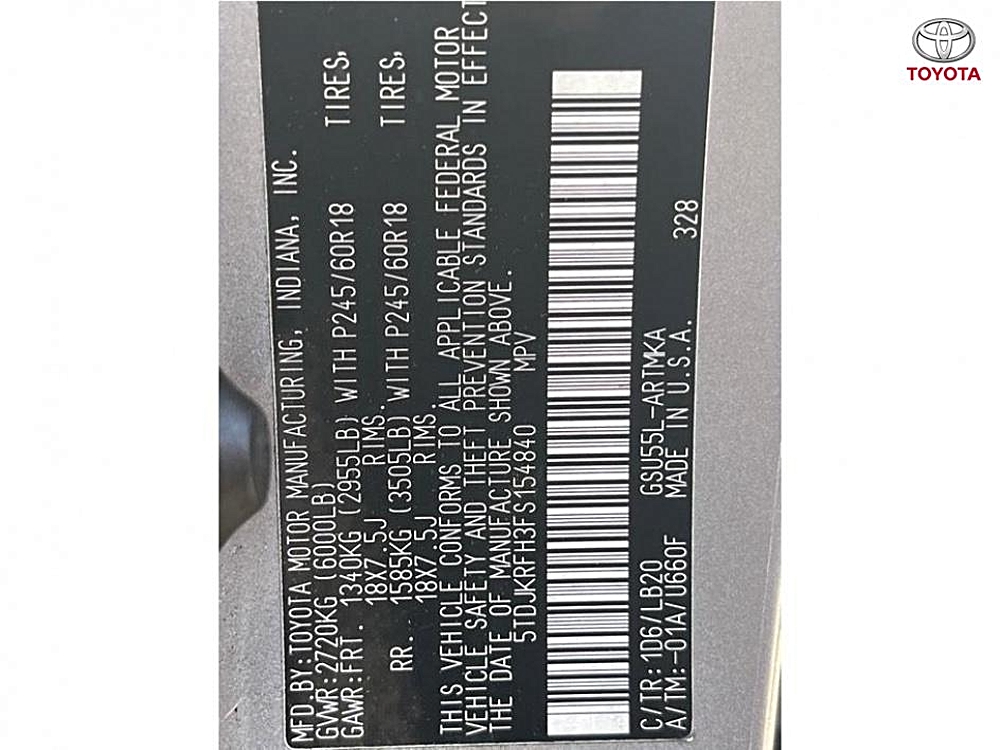 MFD.BY:TOYOTA MOTOR MANUFACTURING, INDIANA, INC.
GVWR:2720KG (6000LB)
GAWR:FRT. 1340KG (2955LB) WITH P245/60R18 TIRES,
18X7.5J RIMS.
RR. 1585KG (3505LB) WITH P245/60R18 TIRES,
18X7.5J RIMS.
THIS VEHICLE CONFORMS TO ALL APPLICABLE FEDERAL MOTOR
VEHICLE SAFETY AND THEFT PREVENTION STANDARDS IN EFFECT
THE DATE OF MANUFACTURE SHOWN ABOVE.
5TDJKRFH3FS154840 MPV
C/TR:1D6/LB20 GSU55L-ARTMKA 328
A/TM:-01A/U660F MADE IN U.S.A.
TOYOTA